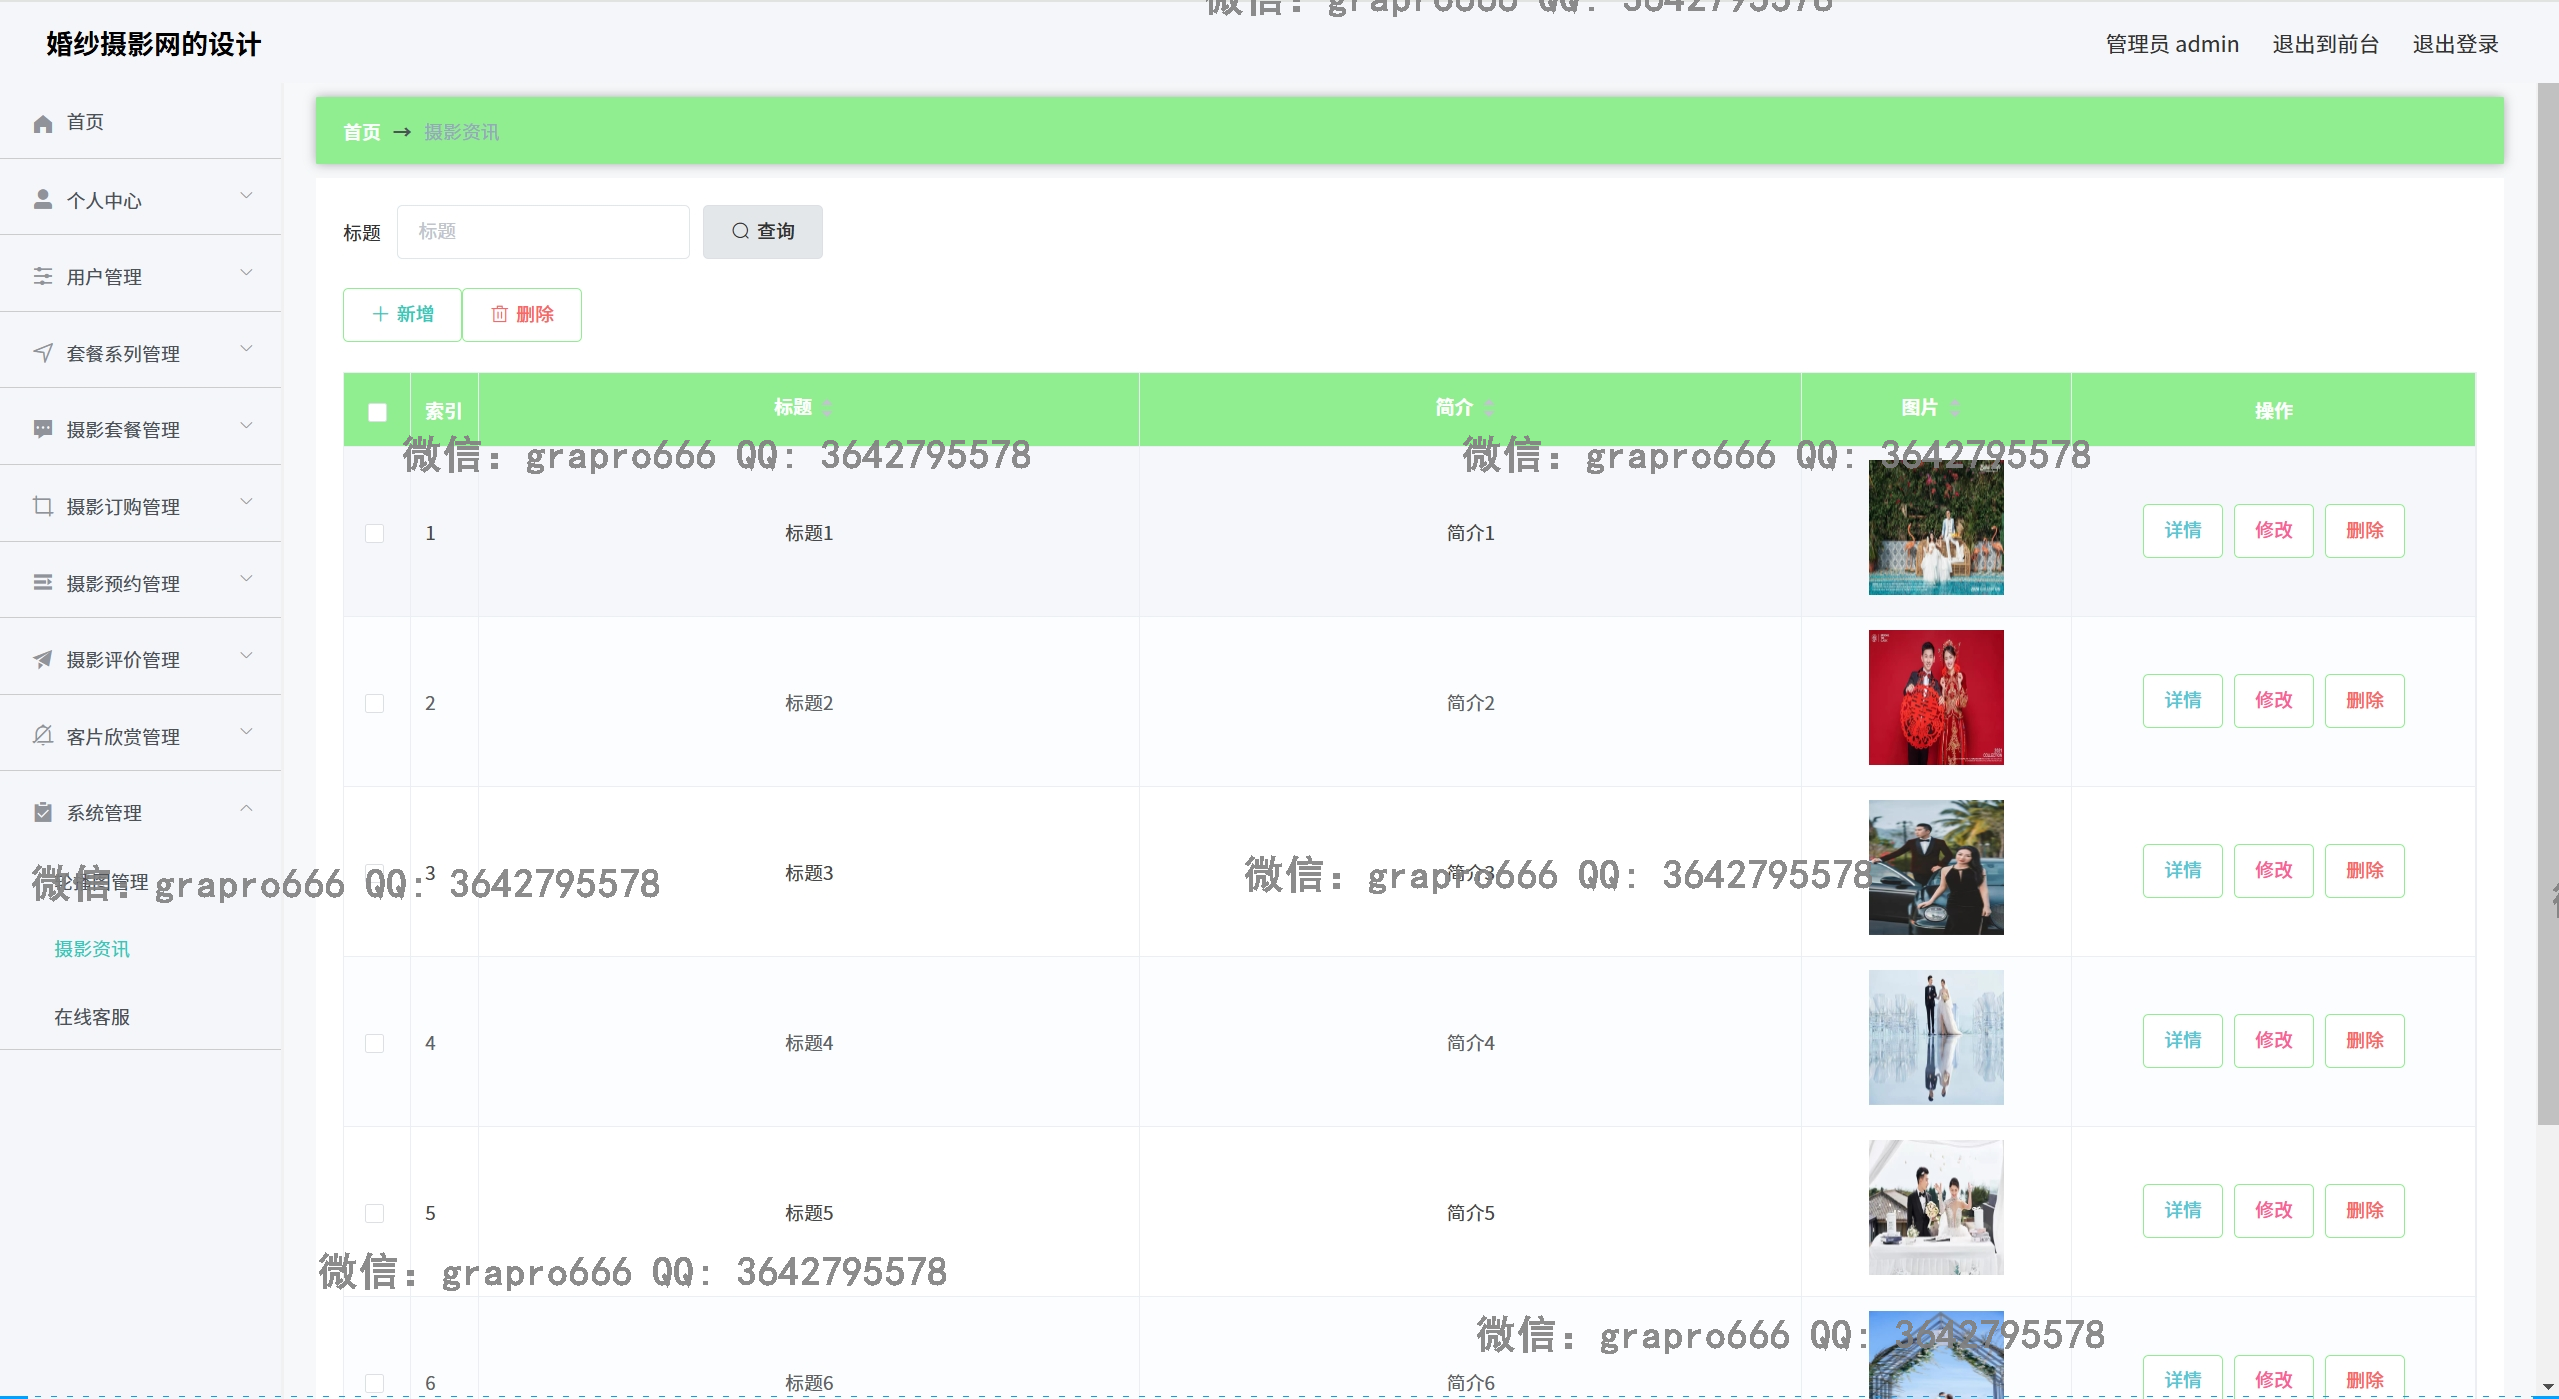 微信: grapro666 QQ: 3642795578
婚纱摄影网的设计
管理员 admin 退出到前台 退出登录
首页
个人中心
用户管理
套餐系列管理
摄影套餐管理
摄影订购管理
摄影预约管理
摄影评价管理
客片欣赏管理
系统管理
轮播图管理
摄影资讯
在线客服
首页 → 摄影资讯
标题 标题 查询
新增 删除
索引 标题 简介 图片 操作
微信: grapro666 QQ: 3642795578
微信: grapro666 QQ: 3642795578
1 标题1 简介1 详情 修改 删除
2 标题2 简介2 详情 修改 删除
3 标题3 简介3 详情 修改 删除
微信: grapro666 QQ: 3642795578
微信: grapro666 QQ: 3642795578
4 标题4 简介4 详情 修改 删除
5 标题5 简介5 详情 修改 删除
微信: grapro666 QQ: 3642795578
微信: grapro666 QQ: 3642795578
6 标题6 简介6 详情 修改 删除